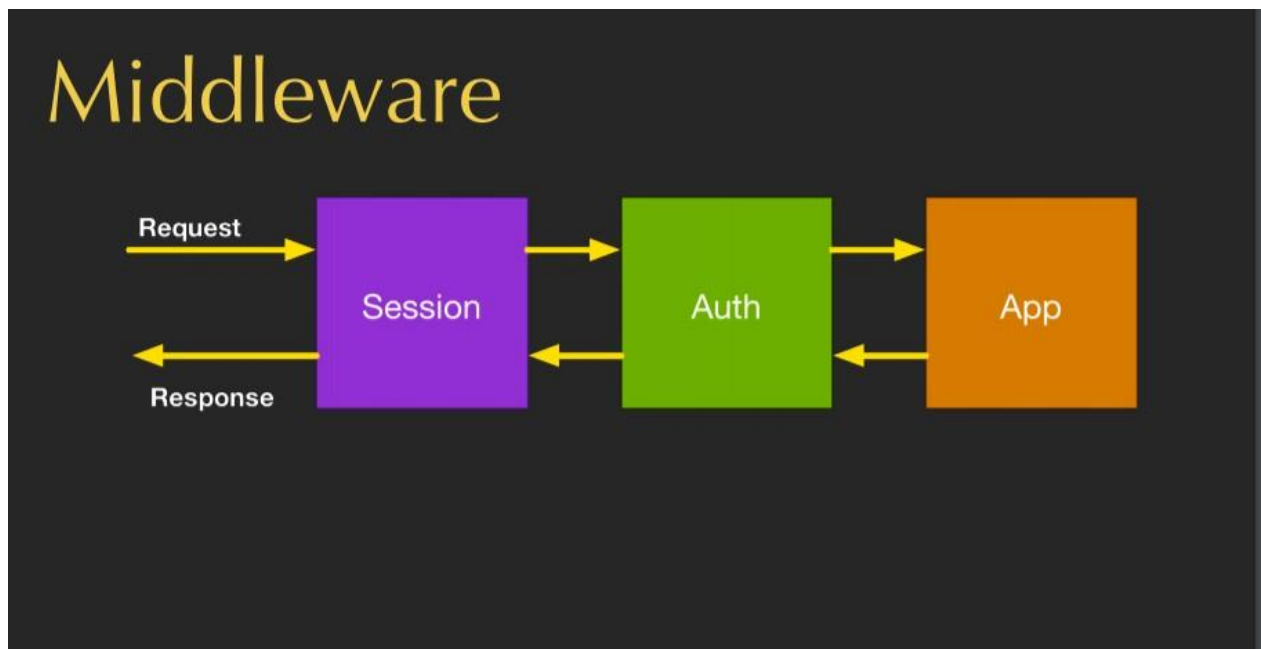 Middleware
Request
Session
Auth
App
Response